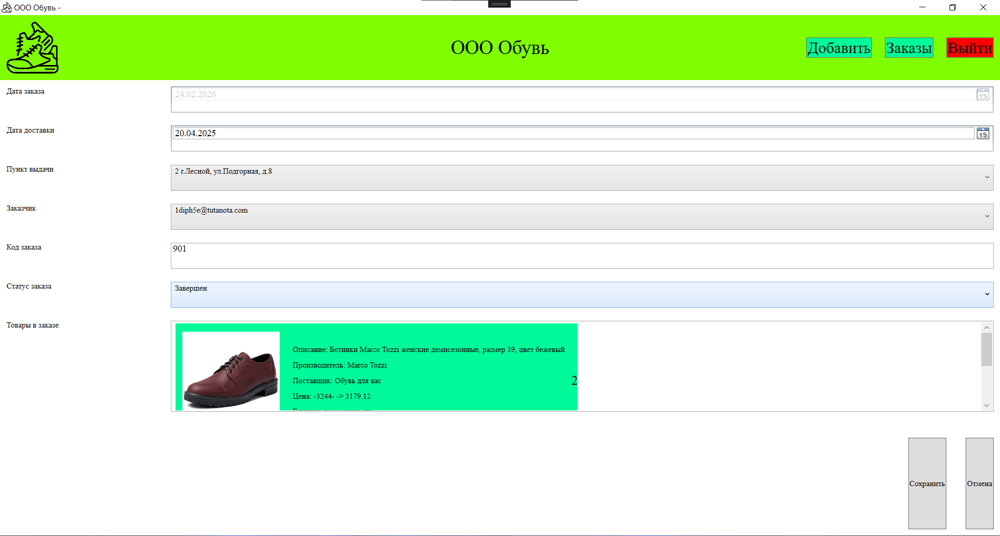 ООО Обувь -
ООО Обувь
Добавить
Заказы
Выйти
Дата заказа
24.02.2026
15
Дата доставки
20.04.2025
15
Пункт выдачи
2 г.Лесной, ул.Подгорная, д.8
Заказчик
1diph5e@tutanota.com
Код заказа
901
Статус заказа
Завершен
Товары в заказе
Описание: Ботинки Marco Tozzi женские демисезонные, размер 39, цвет бежевый
Производитель: Marco Tozzi
Поставщик: Обувь для вас
2
Цена: -3244- -> 3179.12
Сохранить
Отмена